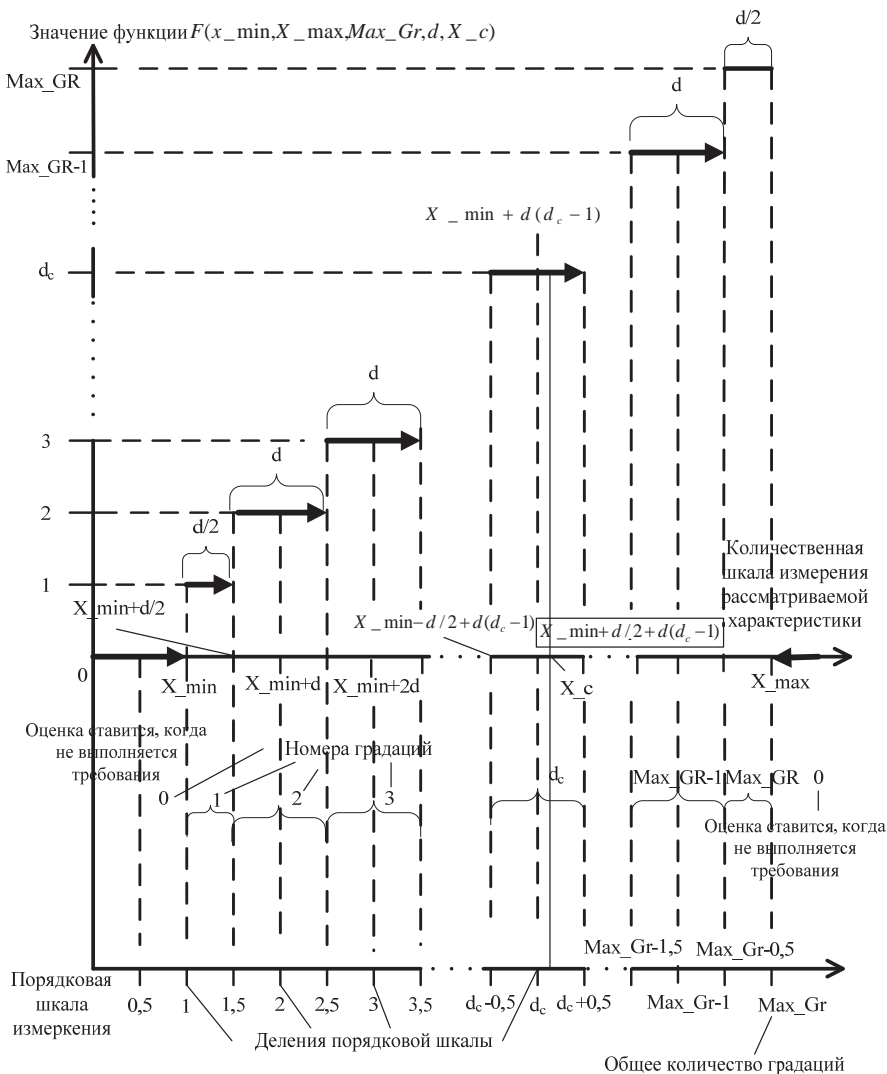 Значение функции F(x_min,X_max,Max_Gr,d,X_c)
d/2
Max_GR
d
Max_GR-1
X_min + d(d_c − 1)
d_c
d
3
d
2
d/2
1
Количественная
шкала измерения
рассматриваемой
характеристики
X_min+d/2
X_min−d/2+d(d_c−1)
X_min+d/2+d(d_c−1)
0
X_min
X_min+d
X_min+2d
X_c
X_max
Оценка ставится, когда
не выполняется
требования
Номера градаций
0
1
2
3
d_c
Max_GR-1
Max_GR
0
Оценка ставится, когда
не выполняется
требования
Max_Gr-1,5
Max_Gr-0,5
Порядковая
шкала
измеркения
0,5
1
1,5
2
2,5
3
3,5
d_c-0,5
d_c
d_c+0,5
Max_Gr-1
Max_Gr
Деления порядковой шкалы
Общее количество градаций